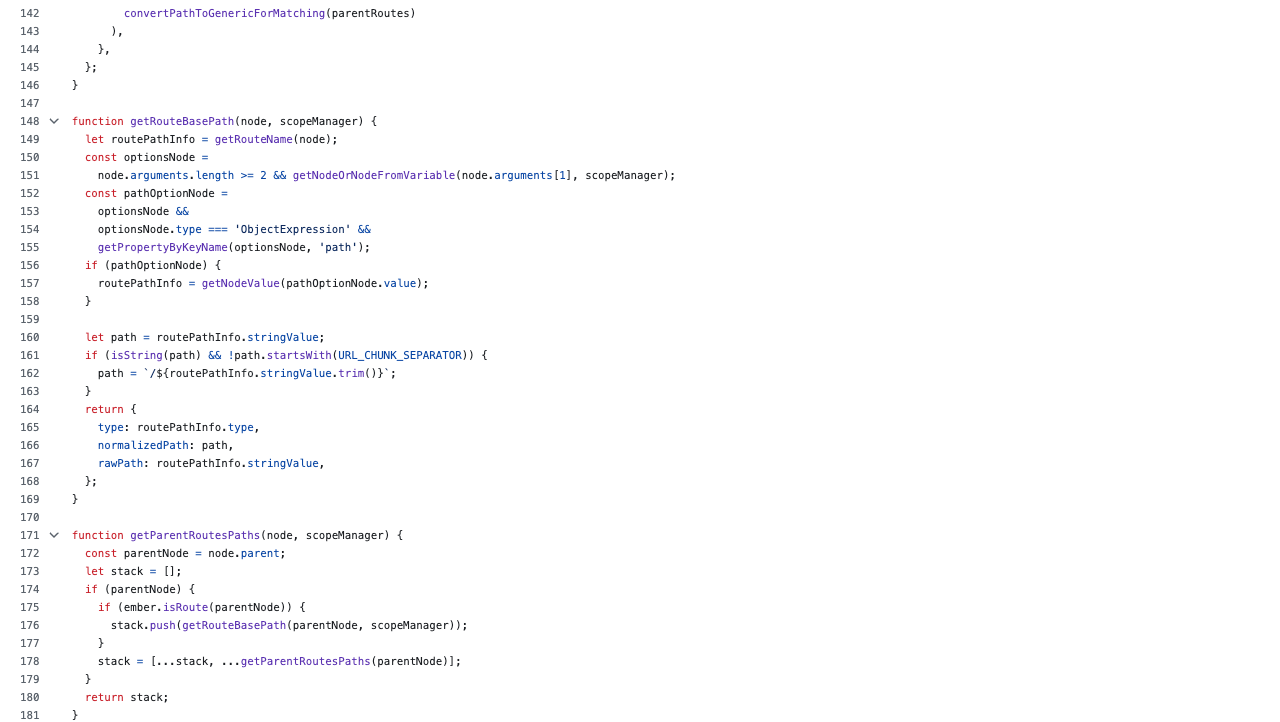 142             convertPathToGenericForMatching(parentRoutes)
143           ),
144         },
145       };
146     }
147
148     function getRouteBasePath(node, scopeManager) {
149       let routePathInfo = getRouteName(node);
150       const optionsNode =
151         node.arguments.length >= 2 && getNodeOrNodeFromVariable(node.arguments[1], scopeManager);
152       const pathOptionNode =
153         optionsNode &&
154         optionsNode.type === 'ObjectExpression' &&
155         getPropertyByKeyName(optionsNode, 'path');
156       if (pathOptionNode) {
157         routePathInfo = getNodeValue(pathOptionNode.value);
158       }
159
160       let path = routePathInfo.stringValue;
161       if (isString(path) && !path.startsWith(URL_CHUNK_SEPARATOR)) {
162         path = `/${routePathInfo.stringValue.trim()}`;
163       }
164       return {
165         type: routePathInfo.type,
166         normalizedPath: path,
167         rawPath: routePathInfo.stringValue,
168       };
169     }
170
171     function getParentRoutesPaths(node, scopeManager) {
172       const parentNode = node.parent;
173       let stack = [];
174       if (parentNode) {
175         if (ember.isRoute(parentNode)) {
176           stack.push(getRouteBasePath(parentNode, scopeManager));
177         }
178         stack = [...stack, ...getParentRoutesPaths(parentNode)];
179       }
180       return stack;
181     }